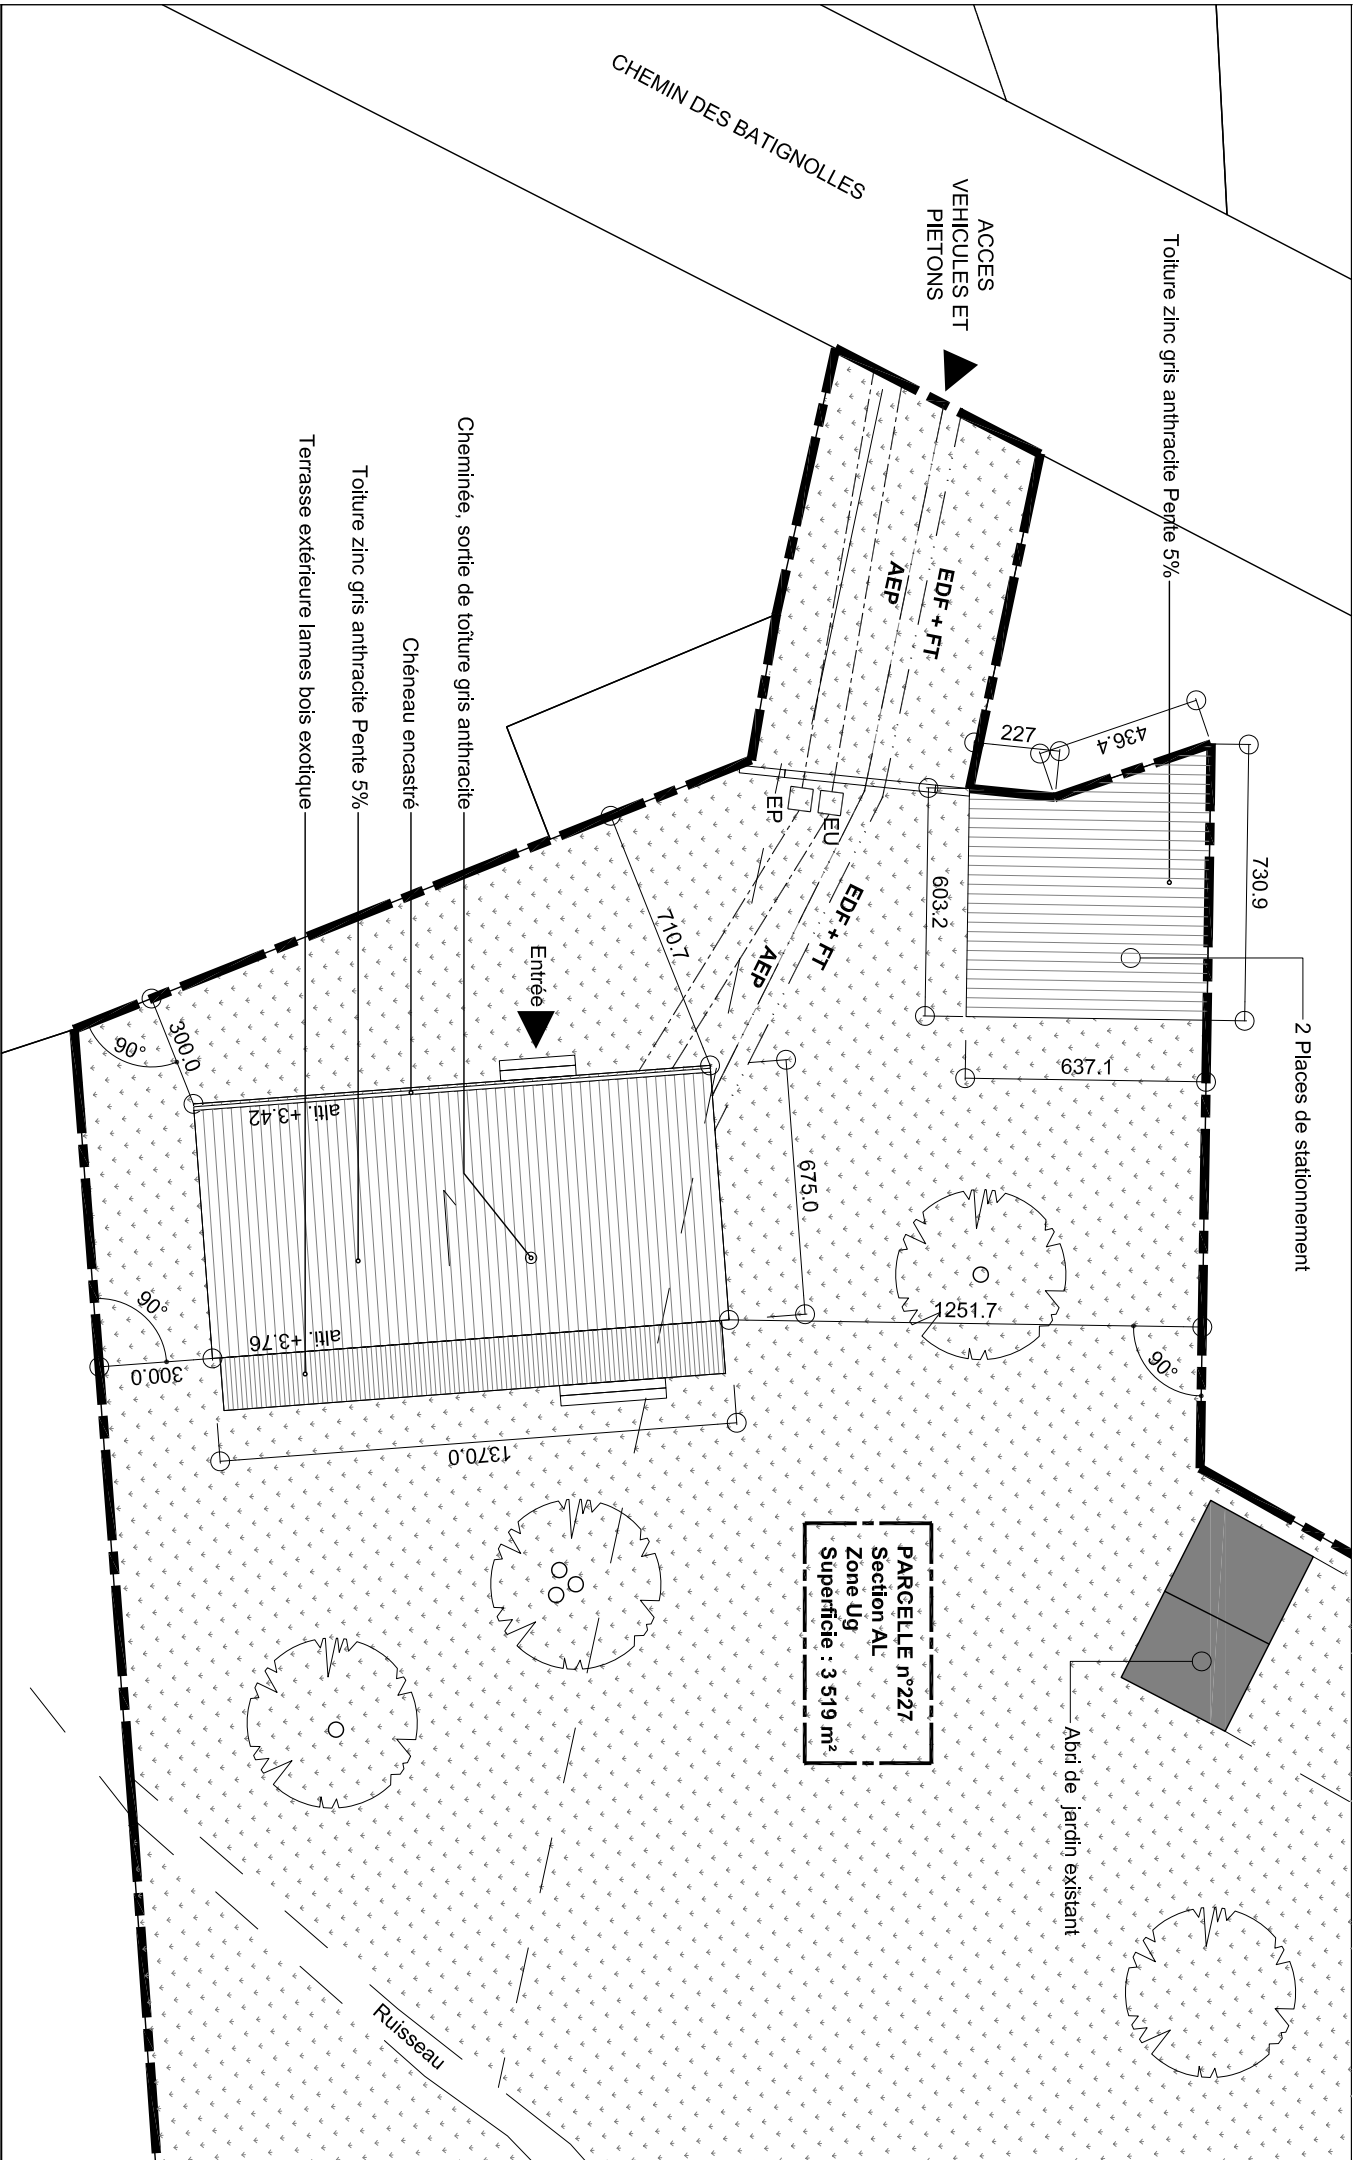 CHEMIN DES BATIGNOLLES
ACCES
VEHICULES ET
PIETONS
Toiture zinc gris anthracite Pente 5%
2 Places de stationnement
730.9
436.4
227
603.2
637.1
EDF + FT
AEP
EP
EU
EDF + FT
AEP
710.7
675.0
1251.7
90°
Cheminée, sortie de toîture gris anthracite
Chéneau encastré
Toiture zinc gris anthracite Pente 5%
Terrasse extérieure lames bois exotique
Entrée
300.0
90°
alti. +3.42
alti. +3.76
90°
300.0
1370.0
PARCELLE n°227
Section AL
Zone Ug
Superficie : 3 519 m²
Abri de jardin existant
Ruisseau